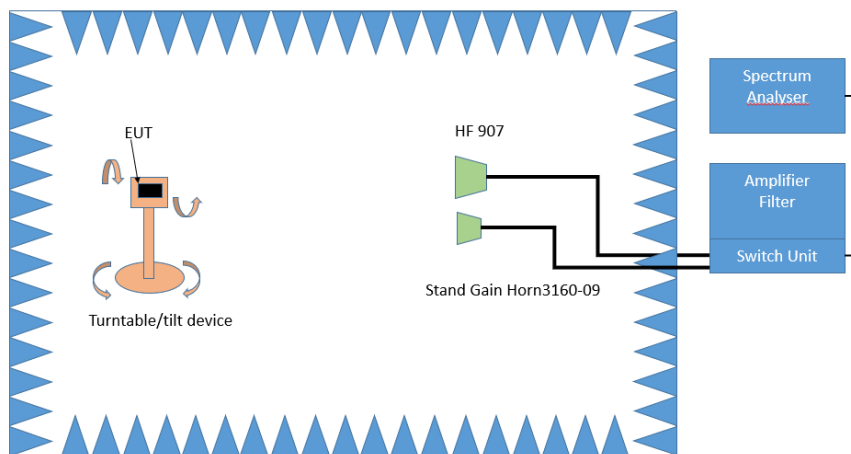 Spectrum
Analyser
EUT
HF 907
Amplifier
Filter
Switch Unit
Stand Gain Horn3160-09
Turntable/tilt device